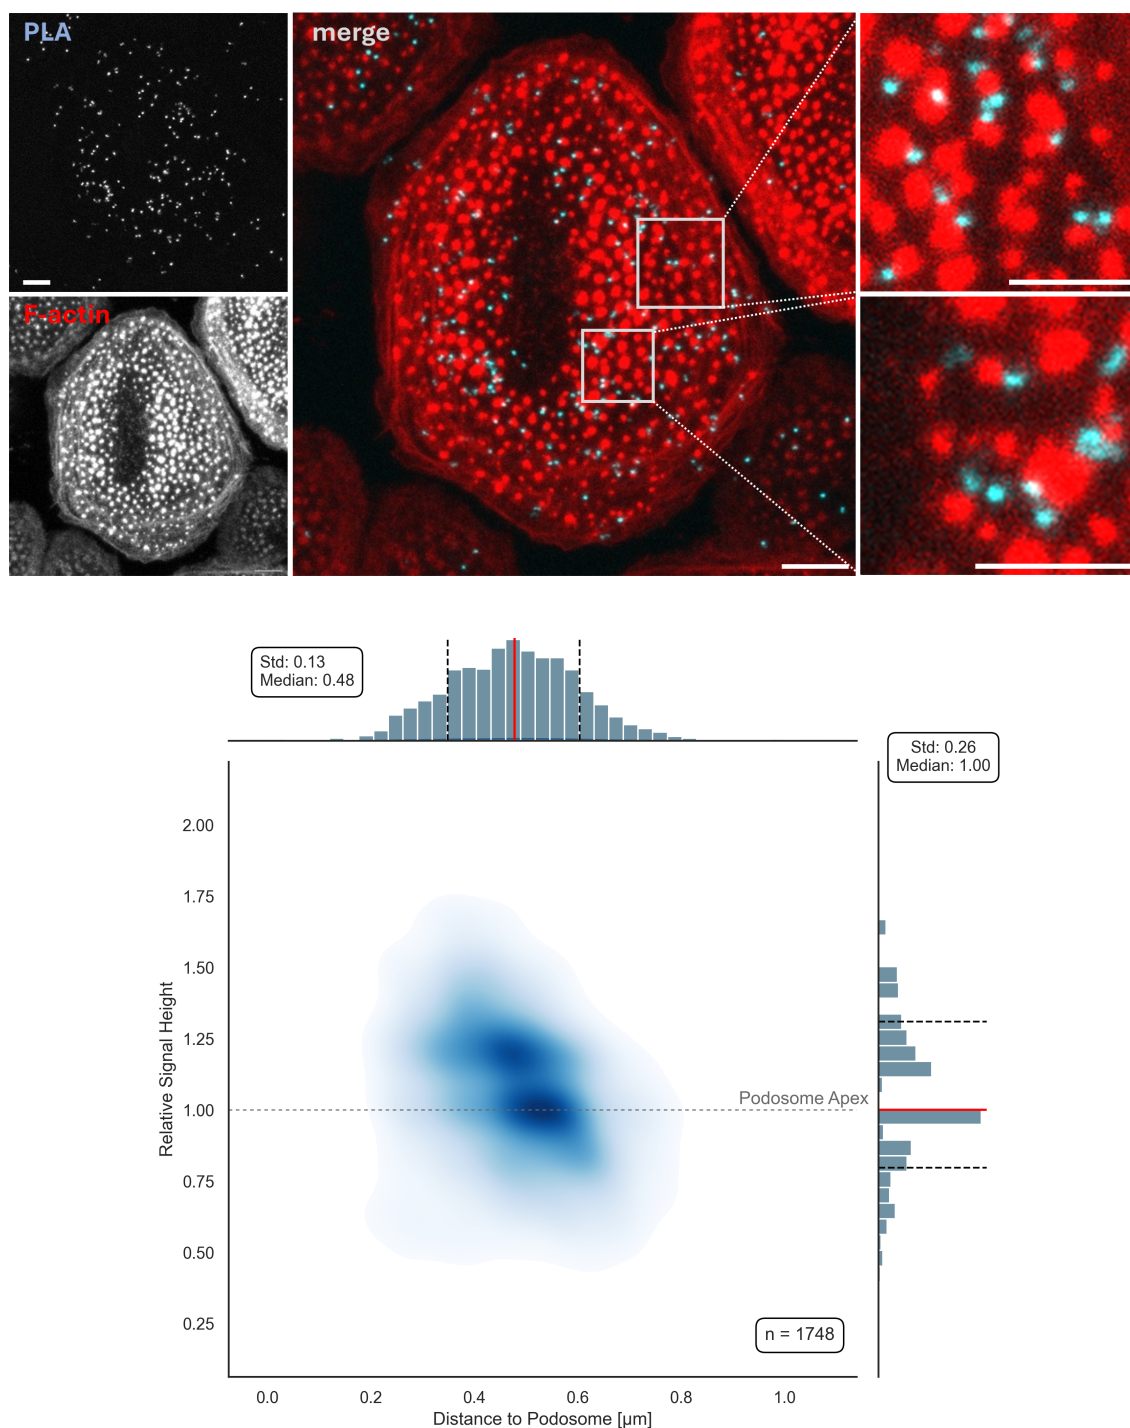 PLA
merge
F-actin
Std: 0.13
Median: 0.48
Std: 0.26
Median: 1.00
2.00
1.75
1.50
1.25
1.00
0.75
0.50
0.25
Relative Signal Height
Podosome Apex
n = 1748
0.0 0.2 0.4 0.6 0.8 1.0
Distance to Podosome [µm]